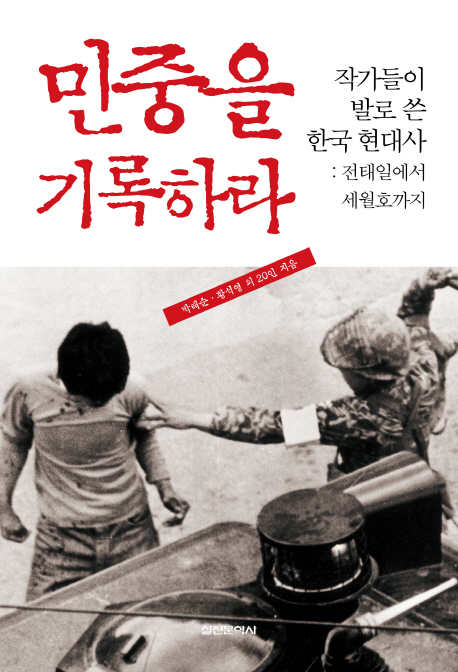 민중을
기록하라
작가들이
발로 쓴
한국 현대사
: 전태일에서
세월호까지
박태순 · 황석영 외 20인 지음
실천문학사